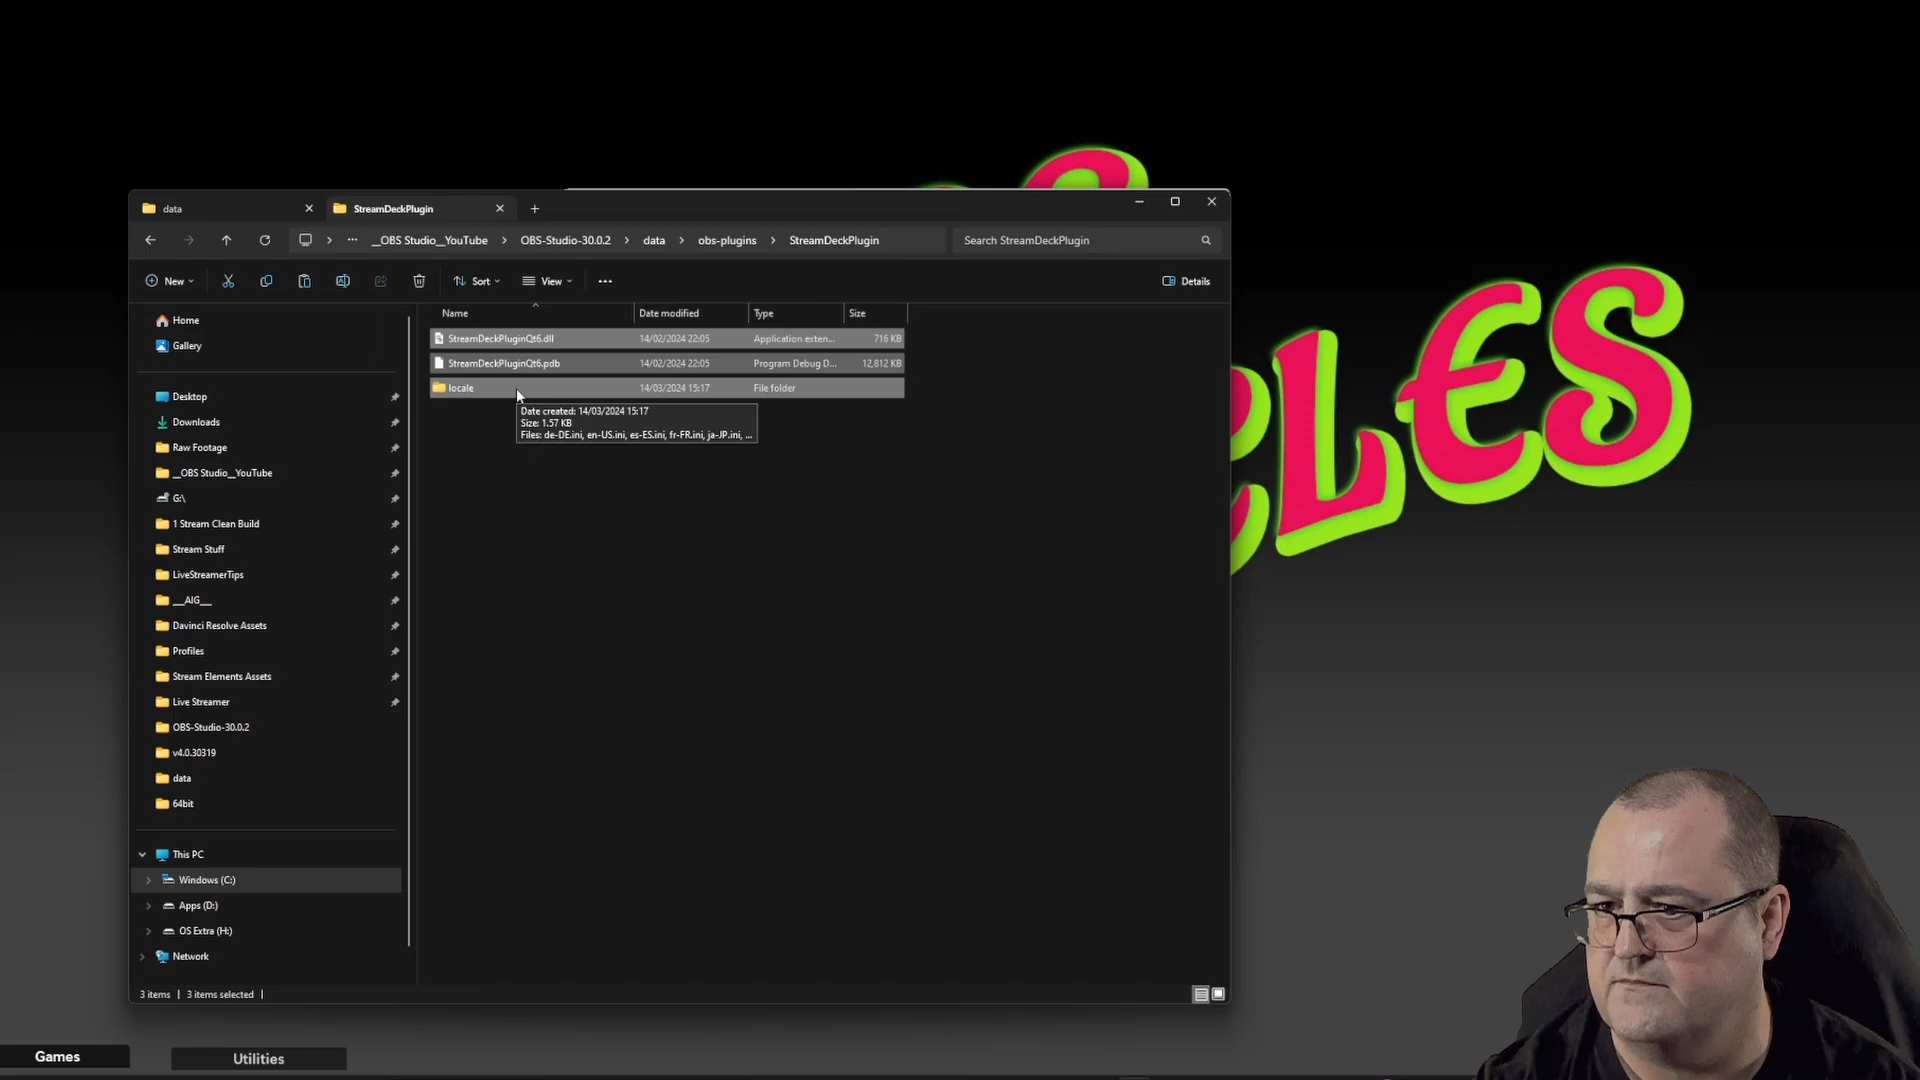 data
StreamDeckPlugin
... __OBS Studio__YouTube > OBS-Studio-30.0.2 > data > obs-plugins > StreamDeckPlugin
Search StreamDeckPlugin
New
Sort
View
...
Details
Name Date modified Type Size
StreamDeckPluginQt6.dll 14/02/2024 22:05 Application exten... 716 KB
StreamDeckPluginQt6.pdb 14/02/2024 22:05 Program Debug D... 12,812 KB
locale 14/03/2024 15:17 File folder
Date created: 14/03/2024 15:17
Size: 1.57 KB
Files: de-DE.ini, en-US.ini, es-ES.ini, fr-FR.ini, ja-JP.ini, ...
Home
Gallery
Desktop
Downloads
Raw Footage
__OBS Studio__YouTube
G:\
1 Stream Clean Build
Stream Stuff
LiveStreamerTips
__AIG__
Davinci Resolve Assets
Profiles
Stream Elements Assets
Live Streamer
OBS-Studio-30.0.2
v4.0.30319
data
64bit
This PC
Windows (C:)
Apps (D:)
OS Extra (H:)
Network
3 items | 3 items selected |
LES
Games
Utilities